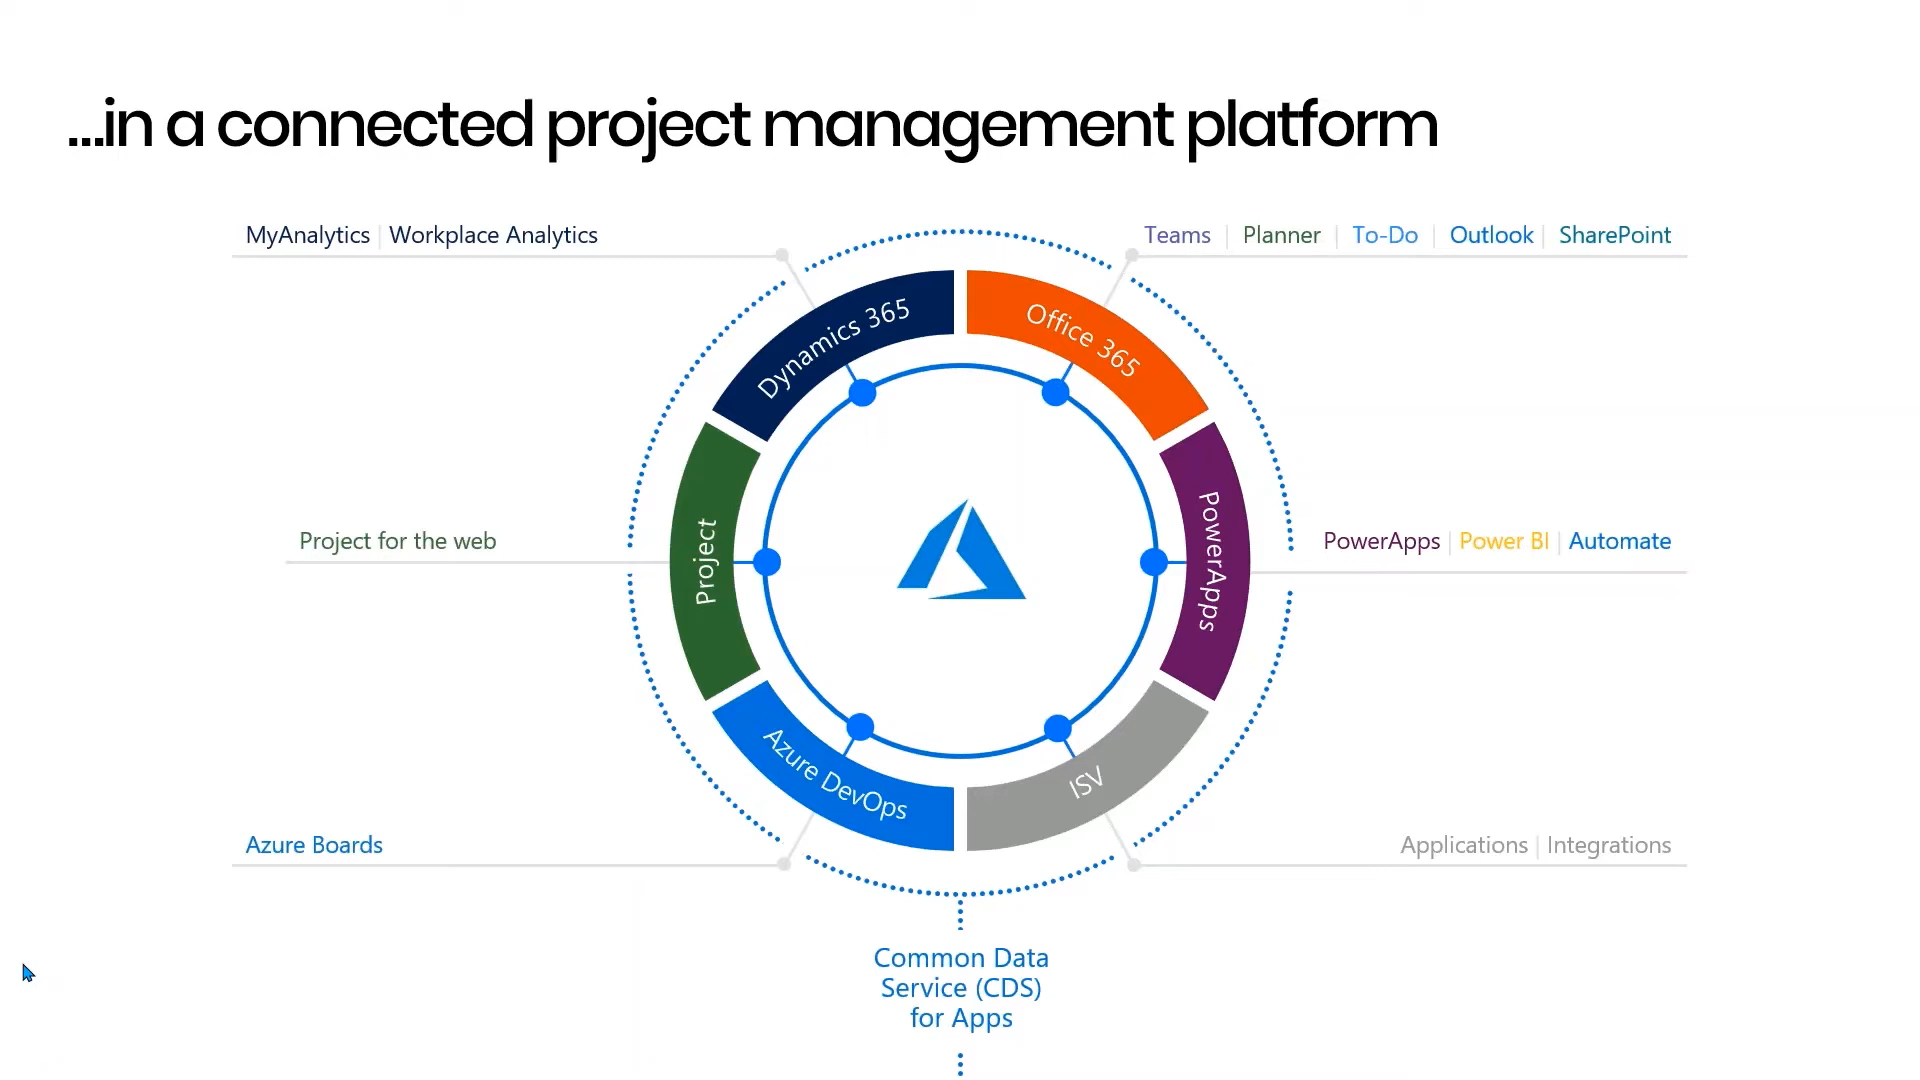 ...in a connected project management platform
MyAnalytics | Workplace Analytics
Teams | Planner | To-Do | Outlook | SharePoint
Dynamics 365
Office 365
Project for the web
Project
PowerApps
PowerApps | Power BI | Automate
Azure DevOps
ISV
Azure Boards
Applications | Integrations
Common Data
Service (CDS)
for Apps